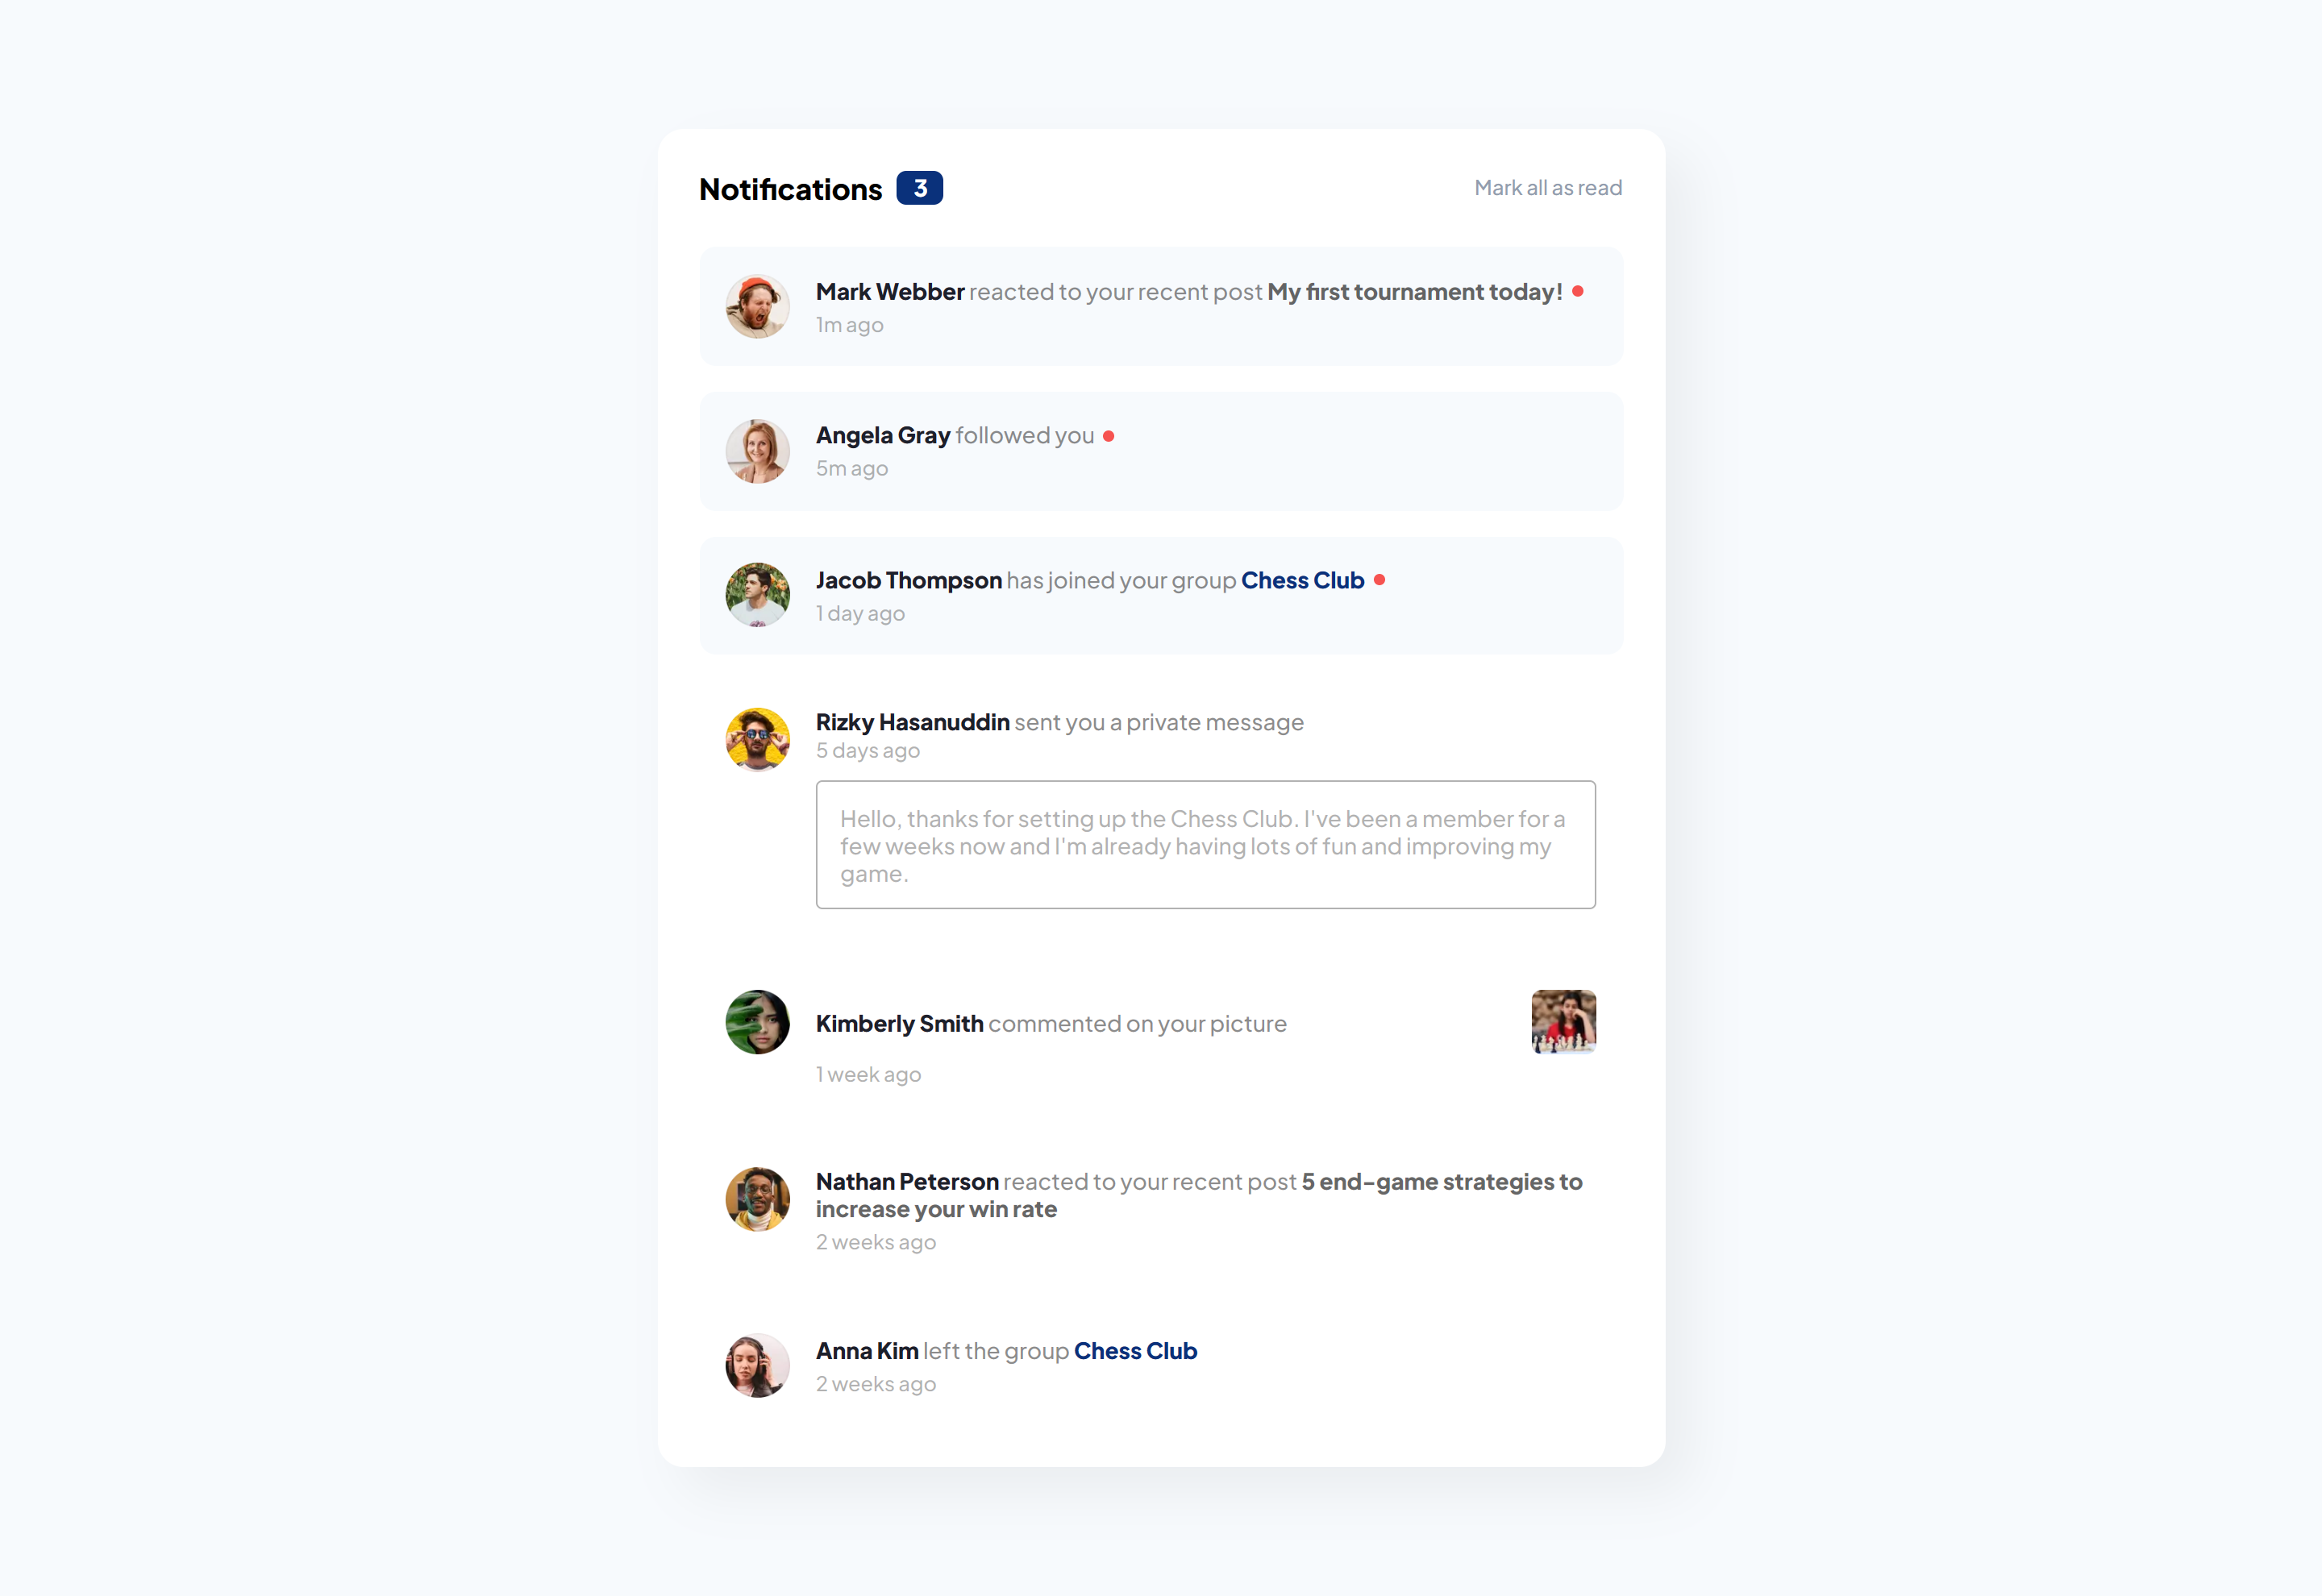 Notifications 3
Mark all as read
Mark Webber reacted to your recent post My first tournament today!
1m ago
Angela Gray followed you
5m ago
Jacob Thompson has joined your group Chess Club
1 day ago
Rizky Hasanuddin sent you a private message
5 days ago
Hello, thanks for setting up the Chess Club. I've been a member for a
few weeks now and I'm already having lots of fun and improving my
game.
Kimberly Smith commented on your picture
1 week ago
Nathan Peterson reacted to your recent post 5 end-game strategies to
increase your win rate
2 weeks ago
Anna Kim left the group Chess Club
2 weeks ago